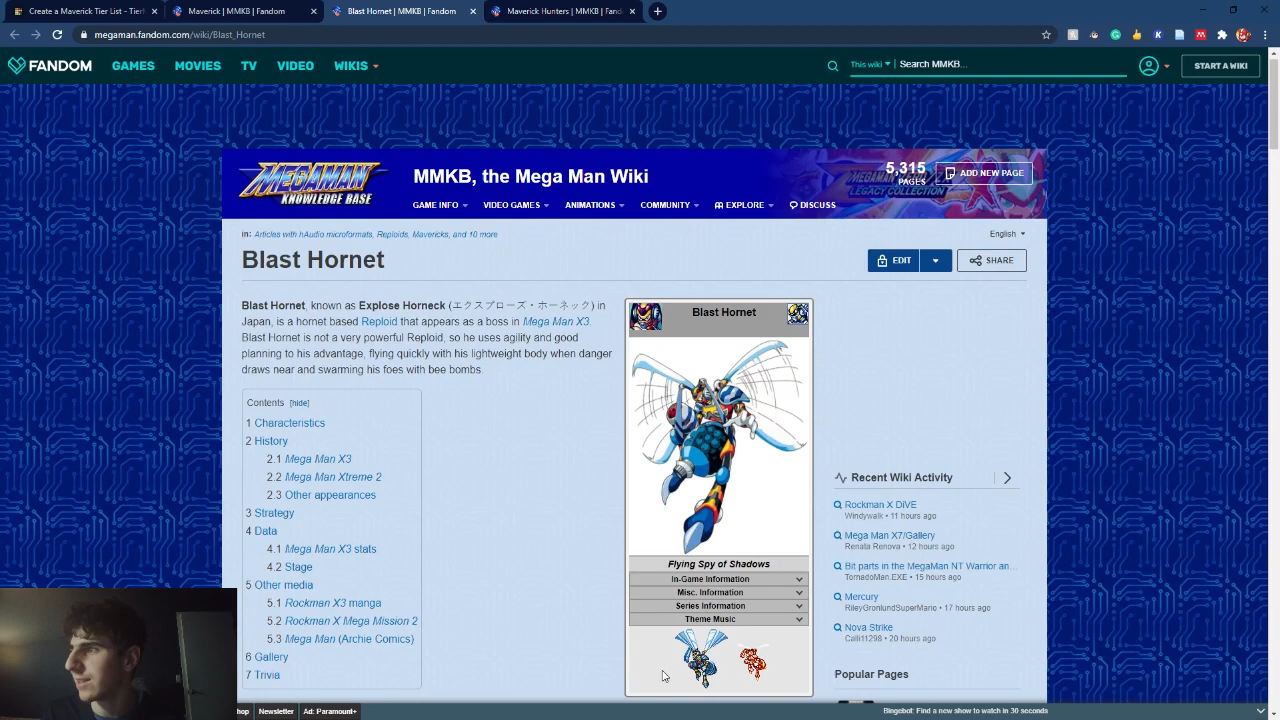 Create a Maverick Tier List - Tierl
Maverick | MMKB | Fandom
Blast Hornet | MMKB | Fandom
Maverick Hunters | MMKB | Fando
megaman.fandom.com/wiki/Blast_Hornet
FANDOM GAMES MOVIES TV VIDEO WIKIS
This wiki Search MMKB...
START A WIKI
MEGAMAN
KNOWLEDGE BASE
MMKB, the Mega Man Wiki
5,315
PAGES
ADD NEW PAGE
LEGACY COLLECTION
GAME INFO VIDEO GAMES ANIMATIONS COMMUNITY EXPLORE DISCUSS
in: Articles with hAudio microformats, Reploids, Mavericks, and 10 more
English
Blast Hornet
EDIT
SHARE
Blast Hornet, known as Explose Horneck (エクスプローズ・ホーネック) in
Japan, is a hornet based Reploid that appears as a boss in Mega Man X3.
Blast Hornet is not a very powerful Reploid, so he uses agility and good
planning to his advantage, flying quickly with his lightweight body when danger
draws near and swarming his foes with bee bombs.
Contents [hide]
1 Characteristics
2 History
2.1 Mega Man X3
2.2 Mega Man Xtreme 2
2.3 Other appearances
3 Strategy
4 Data
4.1 Mega Man X3 stats
4.2 Stage
5 Other media
5.1 Rockman X3 manga
5.2 Rockman X Mega Mission 2
5.3 Mega Man (Archie Comics)
6 Gallery
7 Trivia
Blast Hornet
Flying Spy of Shadows
In-Game Information
Misc. Information
Series Information
Theme Music
Recent Wiki Activity
Rockman X DiVE
Windywalk • 11 hours ago
Mega Man X7/Gallery
Renata Renova • 12 hours ago
Bit parts in the MegaMan NT Warrior an...
TornadoMan.EXE • 15 hours ago
Mercury
RileyGronlundSuperMario • 17 hours ago
Nova Strike
Calli11298 • 20 hours ago
Popular Pages
hop Newsletter Ad: Paramount+
Bingebot: Find a new show to watch in 30 seconds